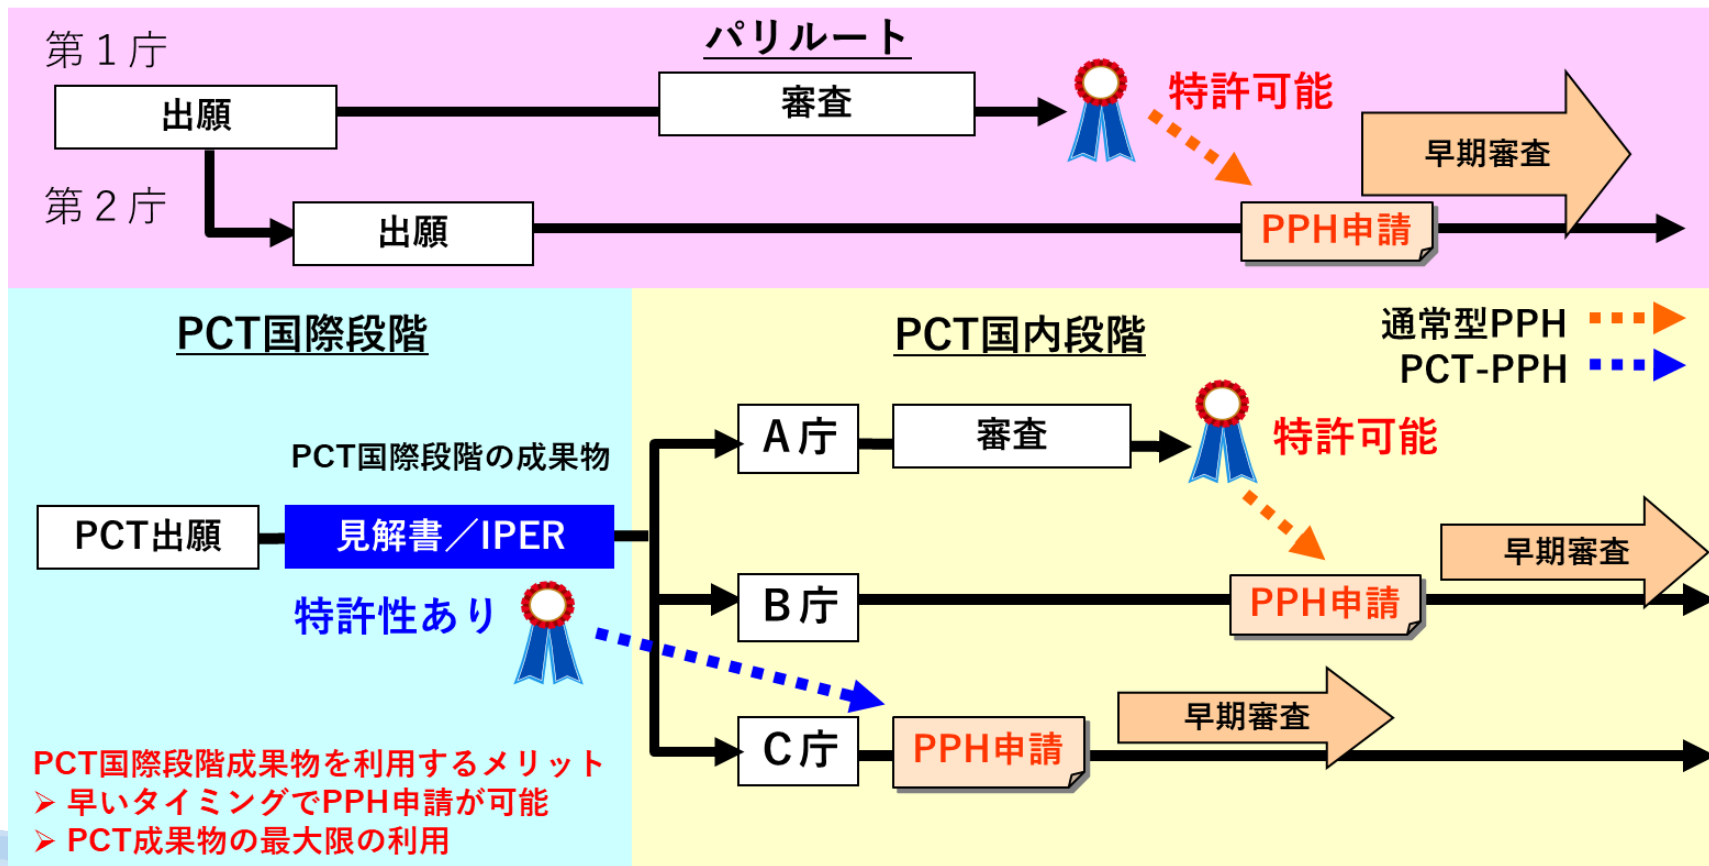 第１庁
パリルート
出願
審査
特許可能
早期審査
第２庁
出願
PPH申請
PCT国際段階
PCT国内段階
通常型PPH
PCT-PPH
PCT国際段階の成果物
PCT出願
見解書／IPER
特許性あり
A庁
審査
特許可能
B庁
PPH申請
早期審査
C庁
PPH申請
早期審査
PCT国際段階成果物を利用するメリット
➢ 早いタイミングでPPH申請が可能
➢ PCT成果物の最大限の利用